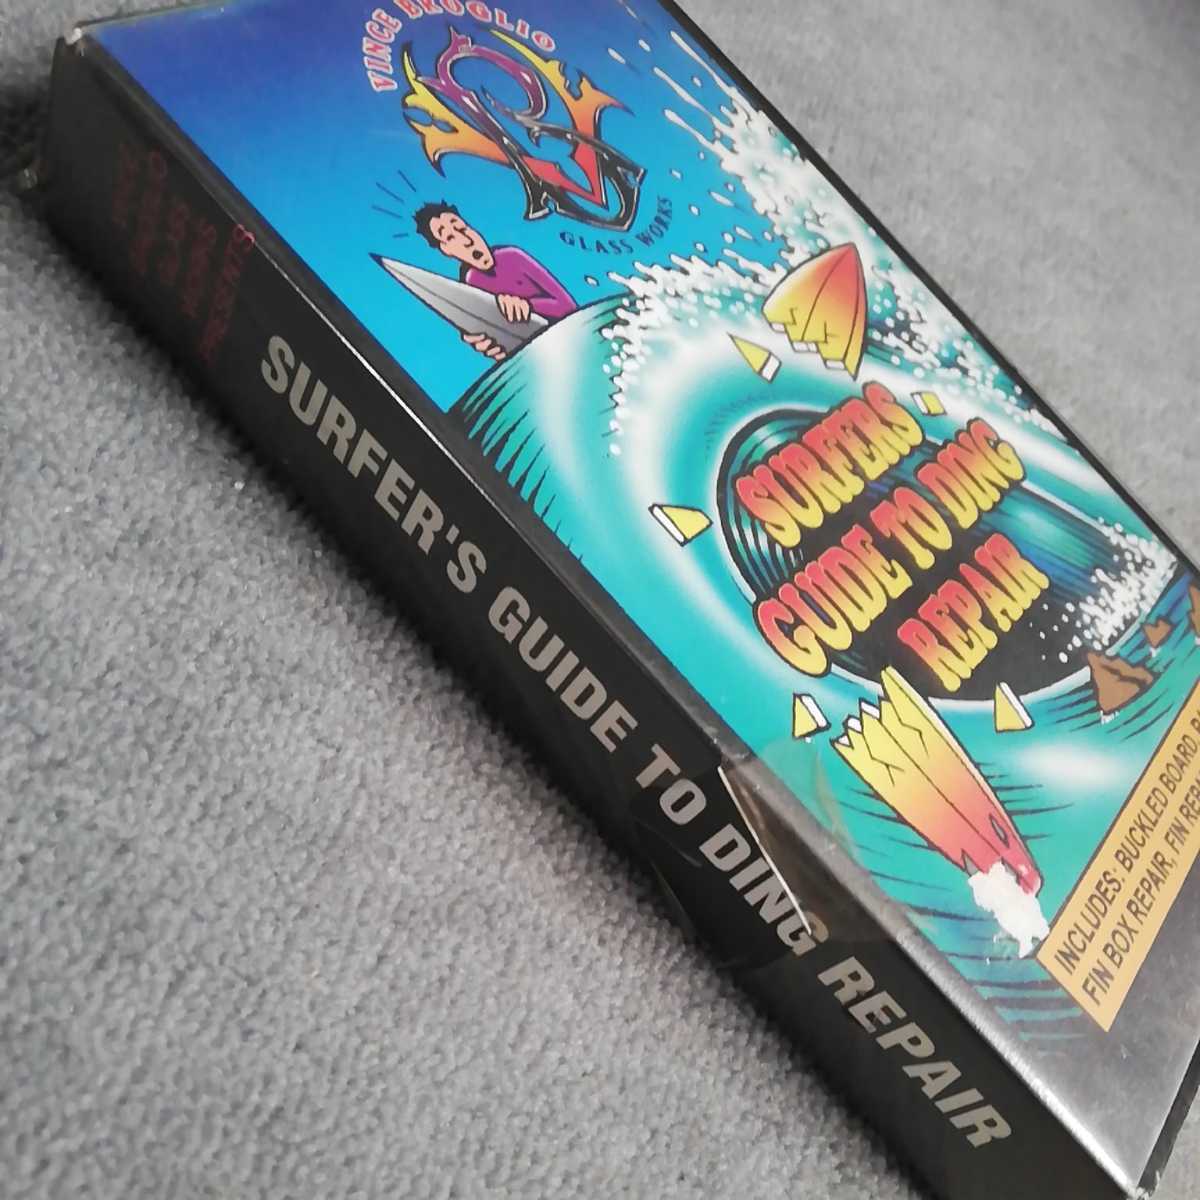 VINCE BROGLIO
GLASS WORKS
SURFERS
GUIDE TO DING
REPAIR
INCLUDES: BUCKLED BOARD
FIN BOX REPAIR, FIN
PRESENTS
SURFER'S GUIDE TO DING REPAIR